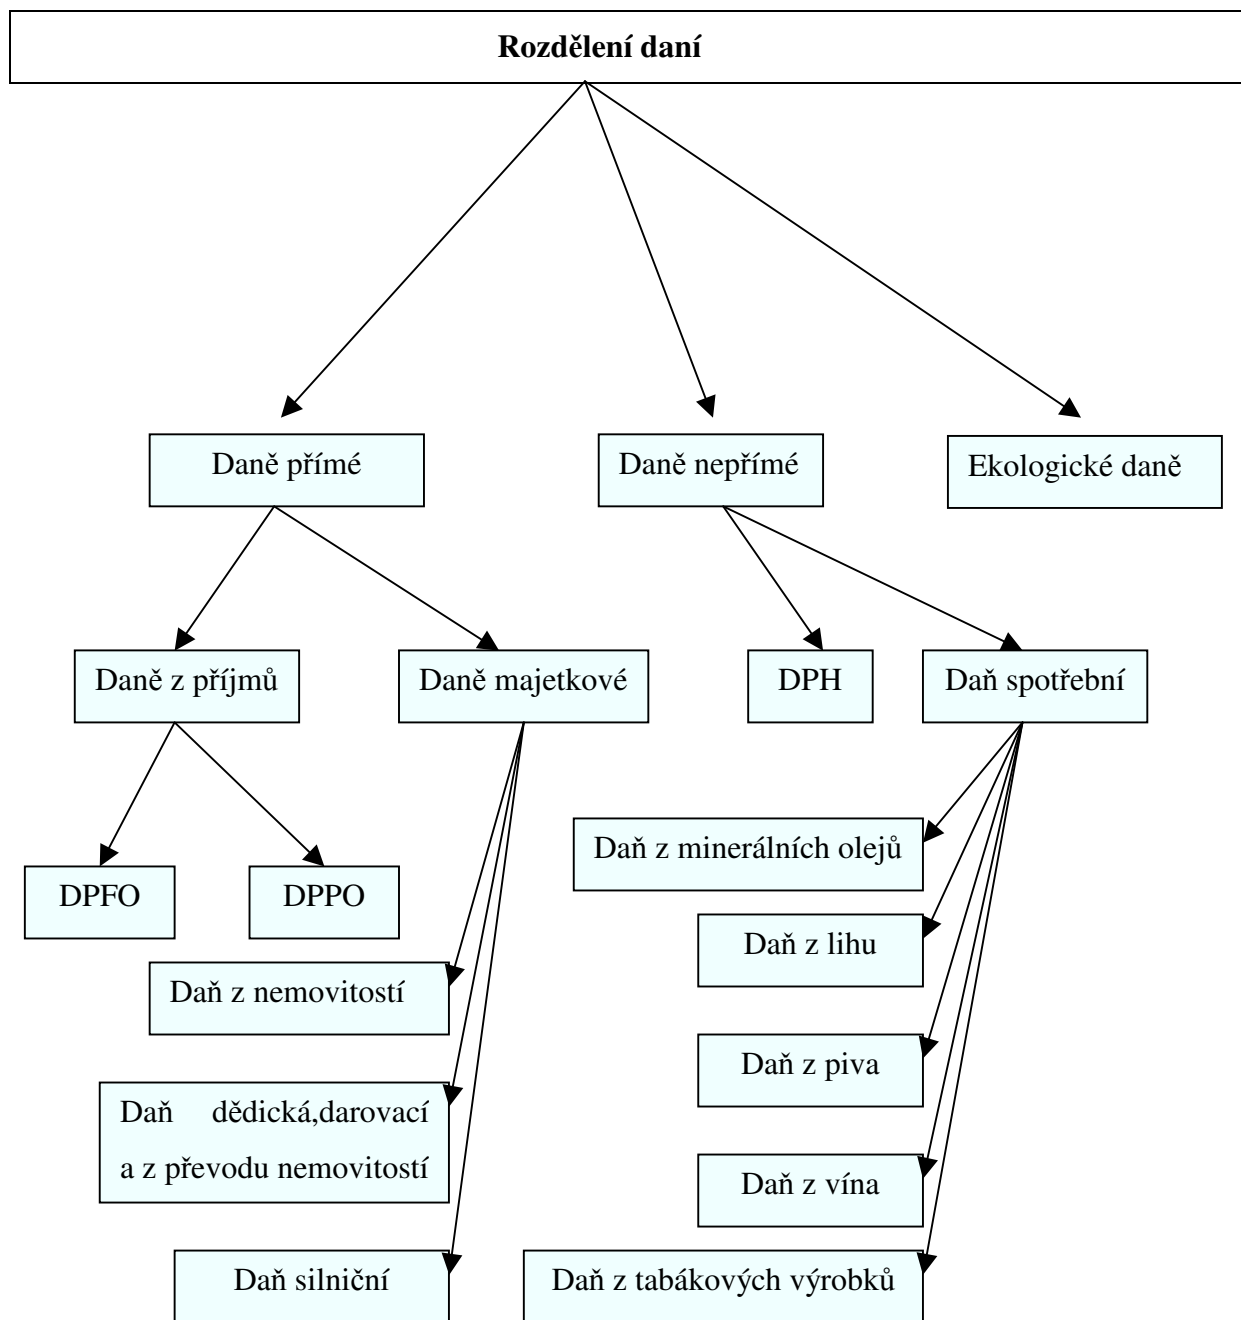 Rozdělení daní
Daně přímé
Daně nepřímé
Ekologické daně
Daně z příjmů
Daně majetkové
DPH
Daň spotřební
Daň z minerálních olejů
DPFO
DPPO
Daň z lihu
Daň z nemovitostí
Daň z piva
Daň dědická,darovací
a z převodu nemovitostí
Daň z vína
Daň silniční
Daň z tabákových výrobků